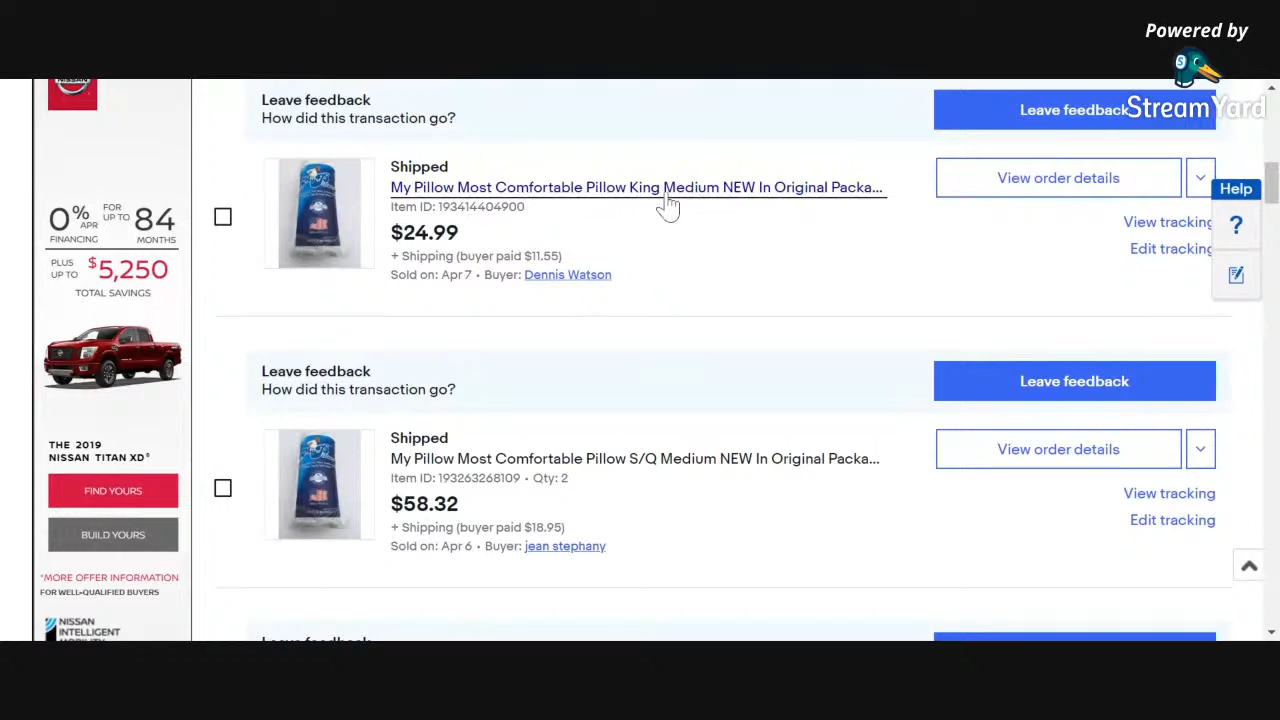 Powered by
StreamYard
NISSAN
0% APR FINANCING FOR UP TO 84 MONTHS
PLUS UP TO $5,250
TOTAL SAVINGS
THE 2019
NISSAN TITAN XD®
FIND YOURS
BUILD YOURS
*MORE OFFER INFORMATION
FOR WELL-QUALIFIED BUYERS
NISSAN
INTELLIGENT
MOBILITY
Leave feedback
How did this transaction go?
Leave feedback
Shipped
My Pillow Most Comfortable Pillow King Medium NEW In Original Packa...
Item ID: 193414404900
$24.99
+ Shipping (buyer paid $11.55)
Sold on: Apr 7 • Buyer: Dennis Watson
View order details
View tracking
Edit tracking
Help
?
Leave feedback
How did this transaction go?
Leave feedback
Shipped
My Pillow Most Comfortable Pillow S/Q Medium NEW In Original Packa...
Item ID: 193263268109 • Qty: 2
$58.32
+ Shipping (buyer paid $18.95)
Sold on: Apr 6 • Buyer: jean stephany
View order details
View tracking
Edit tracking
Leave feedback